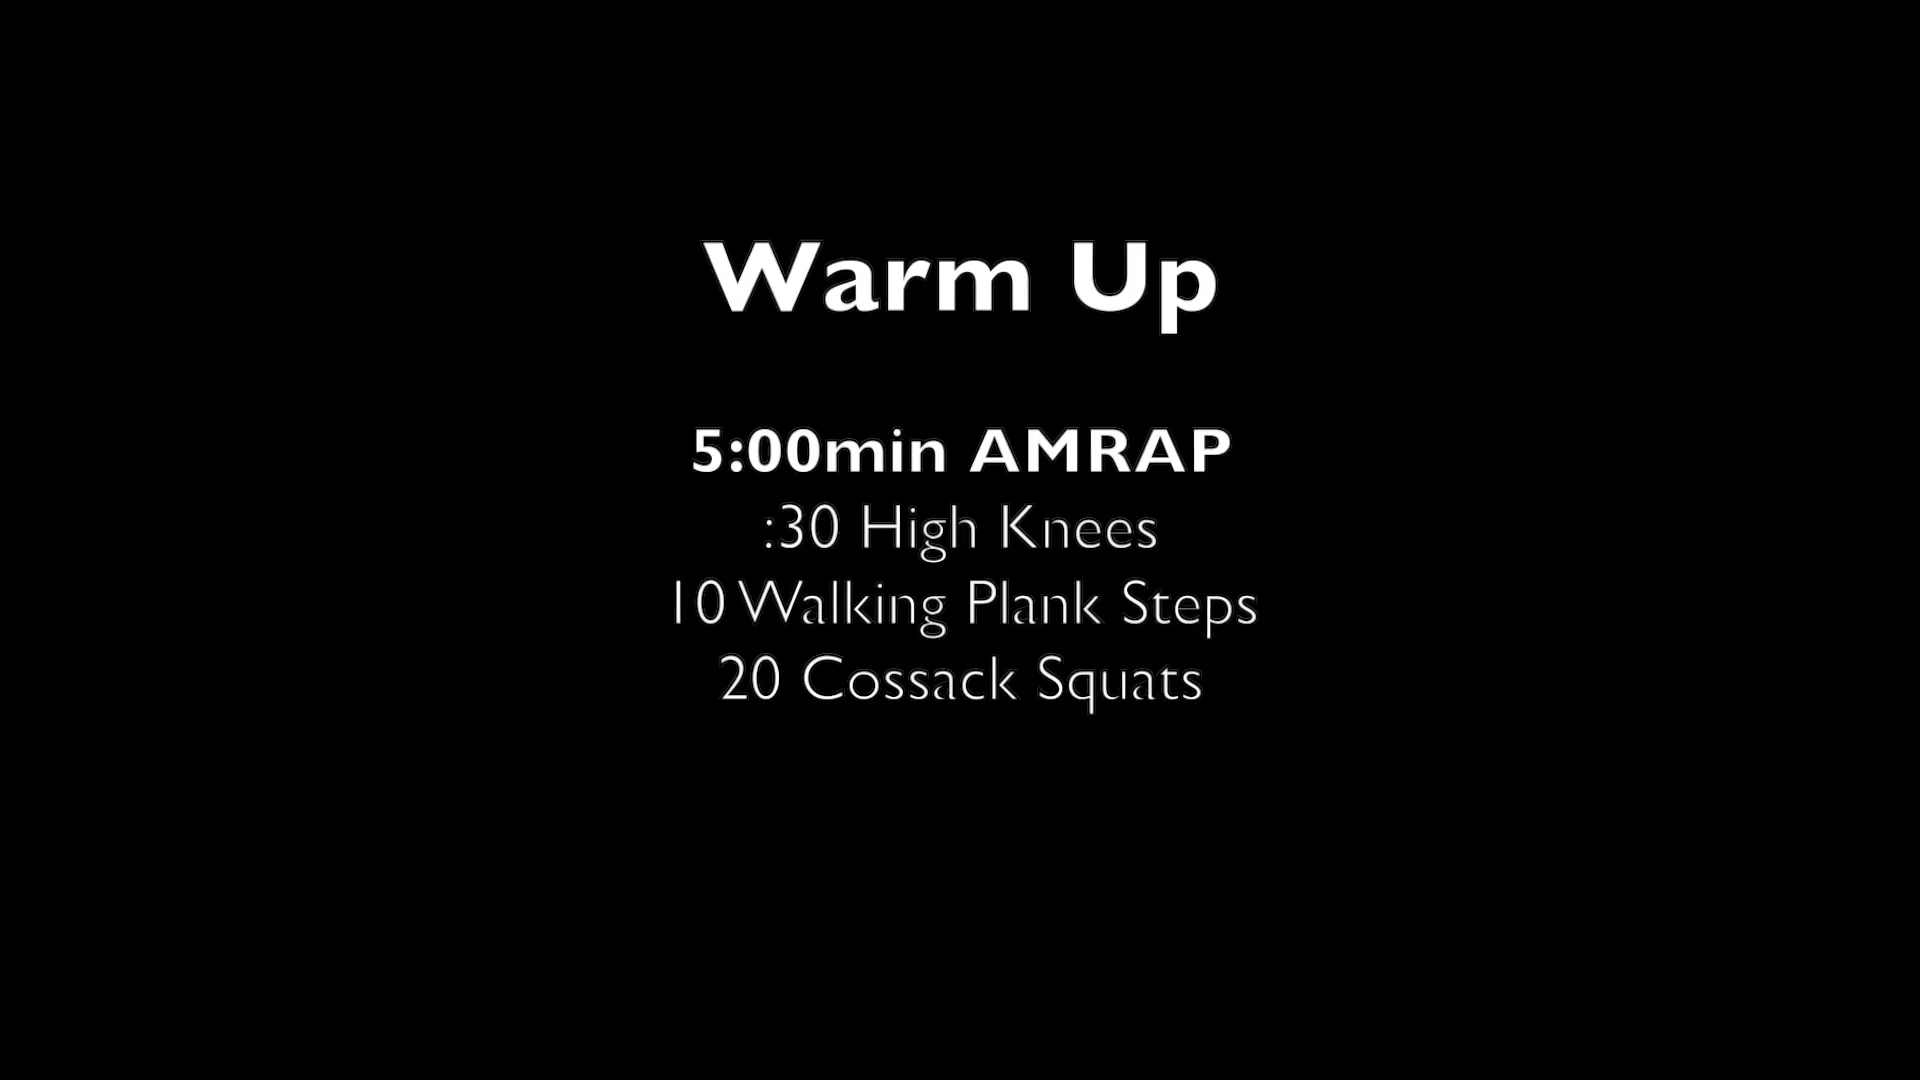 Warm Up
5:00min AMRAP
:30 High Knees
10 Walking Plank Steps
20 Cossack Squats